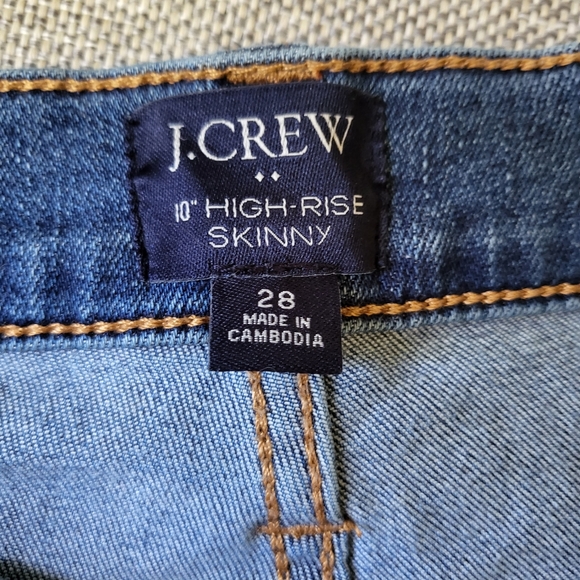 J.CREW
10" HIGH-RISE
SKINNY
28
MADE IN
CAMBODIA